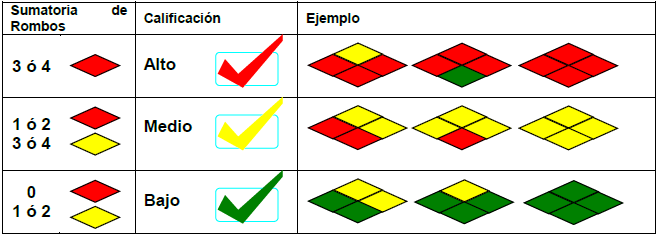 Sumatoria de Rombos
Calificación
Ejemplo
3 ó 4
Alto
1 ó 2
3 ó 4
Medio
0
1 ó 2
Bajo